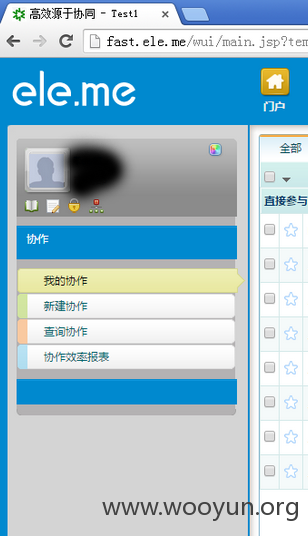 高效源于协同 - Test1
fast.ele.me/wui/main.jsp?tem
ele.me
门户
全部
直接参与
协作
我的协作
新建协作
查询协作
协作效率报表
www.wooyun.org